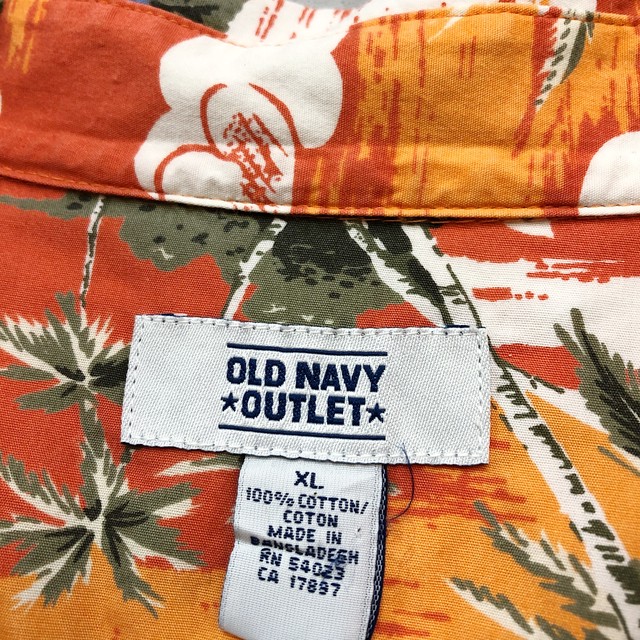 OLD NAVY
★OUTLET★
XL
100% COTTON/
COTON
MADE IN
BANGLADESH
RN 54023
CA 17897